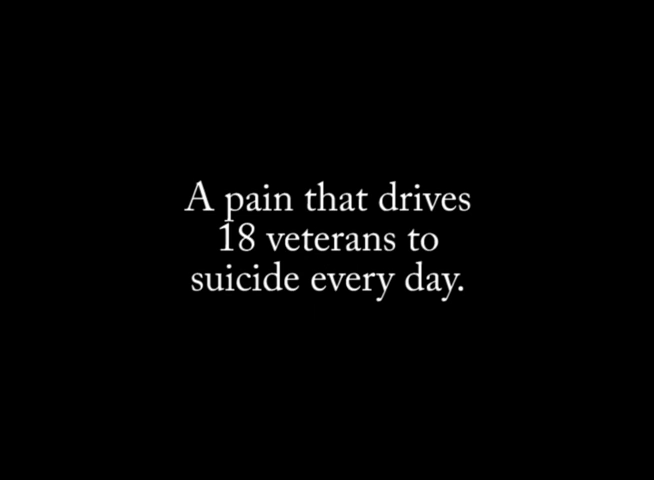 A pain that drives
18 veterans to
suicide every day.